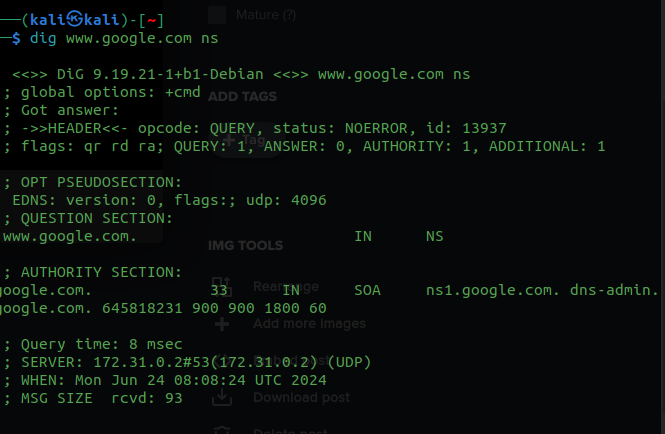 (kali㉿kali)-[~]
$ dig www.google.com ns
Mature (?)
<<>> DiG 9.19.21-1+b1-Debian <<>> www.google.com ns
; global options: +cmd
ADD TAGS
; Got answer:
; ->>HEADER<<- opcode: QUERY, status: NOERROR, id: 13937
+ Tag
; flags: qr rd ra; QUERY: 1, ANSWER: 0, AUTHORITY: 1, ADDITIONAL: 1
; OPT PSEUDOSECTION:
EDNS: version: 0, flags:; udp: 4096
; QUESTION SECTION:
www.google.com. IN NS
IMG TOOLS
; AUTHORITY SECTION:
google.com. 33 IN SOA ns1.google.com. dns-admin.
Rearrange
google.com. 645818231 900 900 1800 60
Add more images
; Query time: 8 msec
; SERVER: 172.31.0.2#53(172.31.0.2) (UDP)
Embed post
; WHEN: Mon Jun 24 08:08:24 UTC 2024
; MSG SIZE rcvd: 93
Download post
Delete post